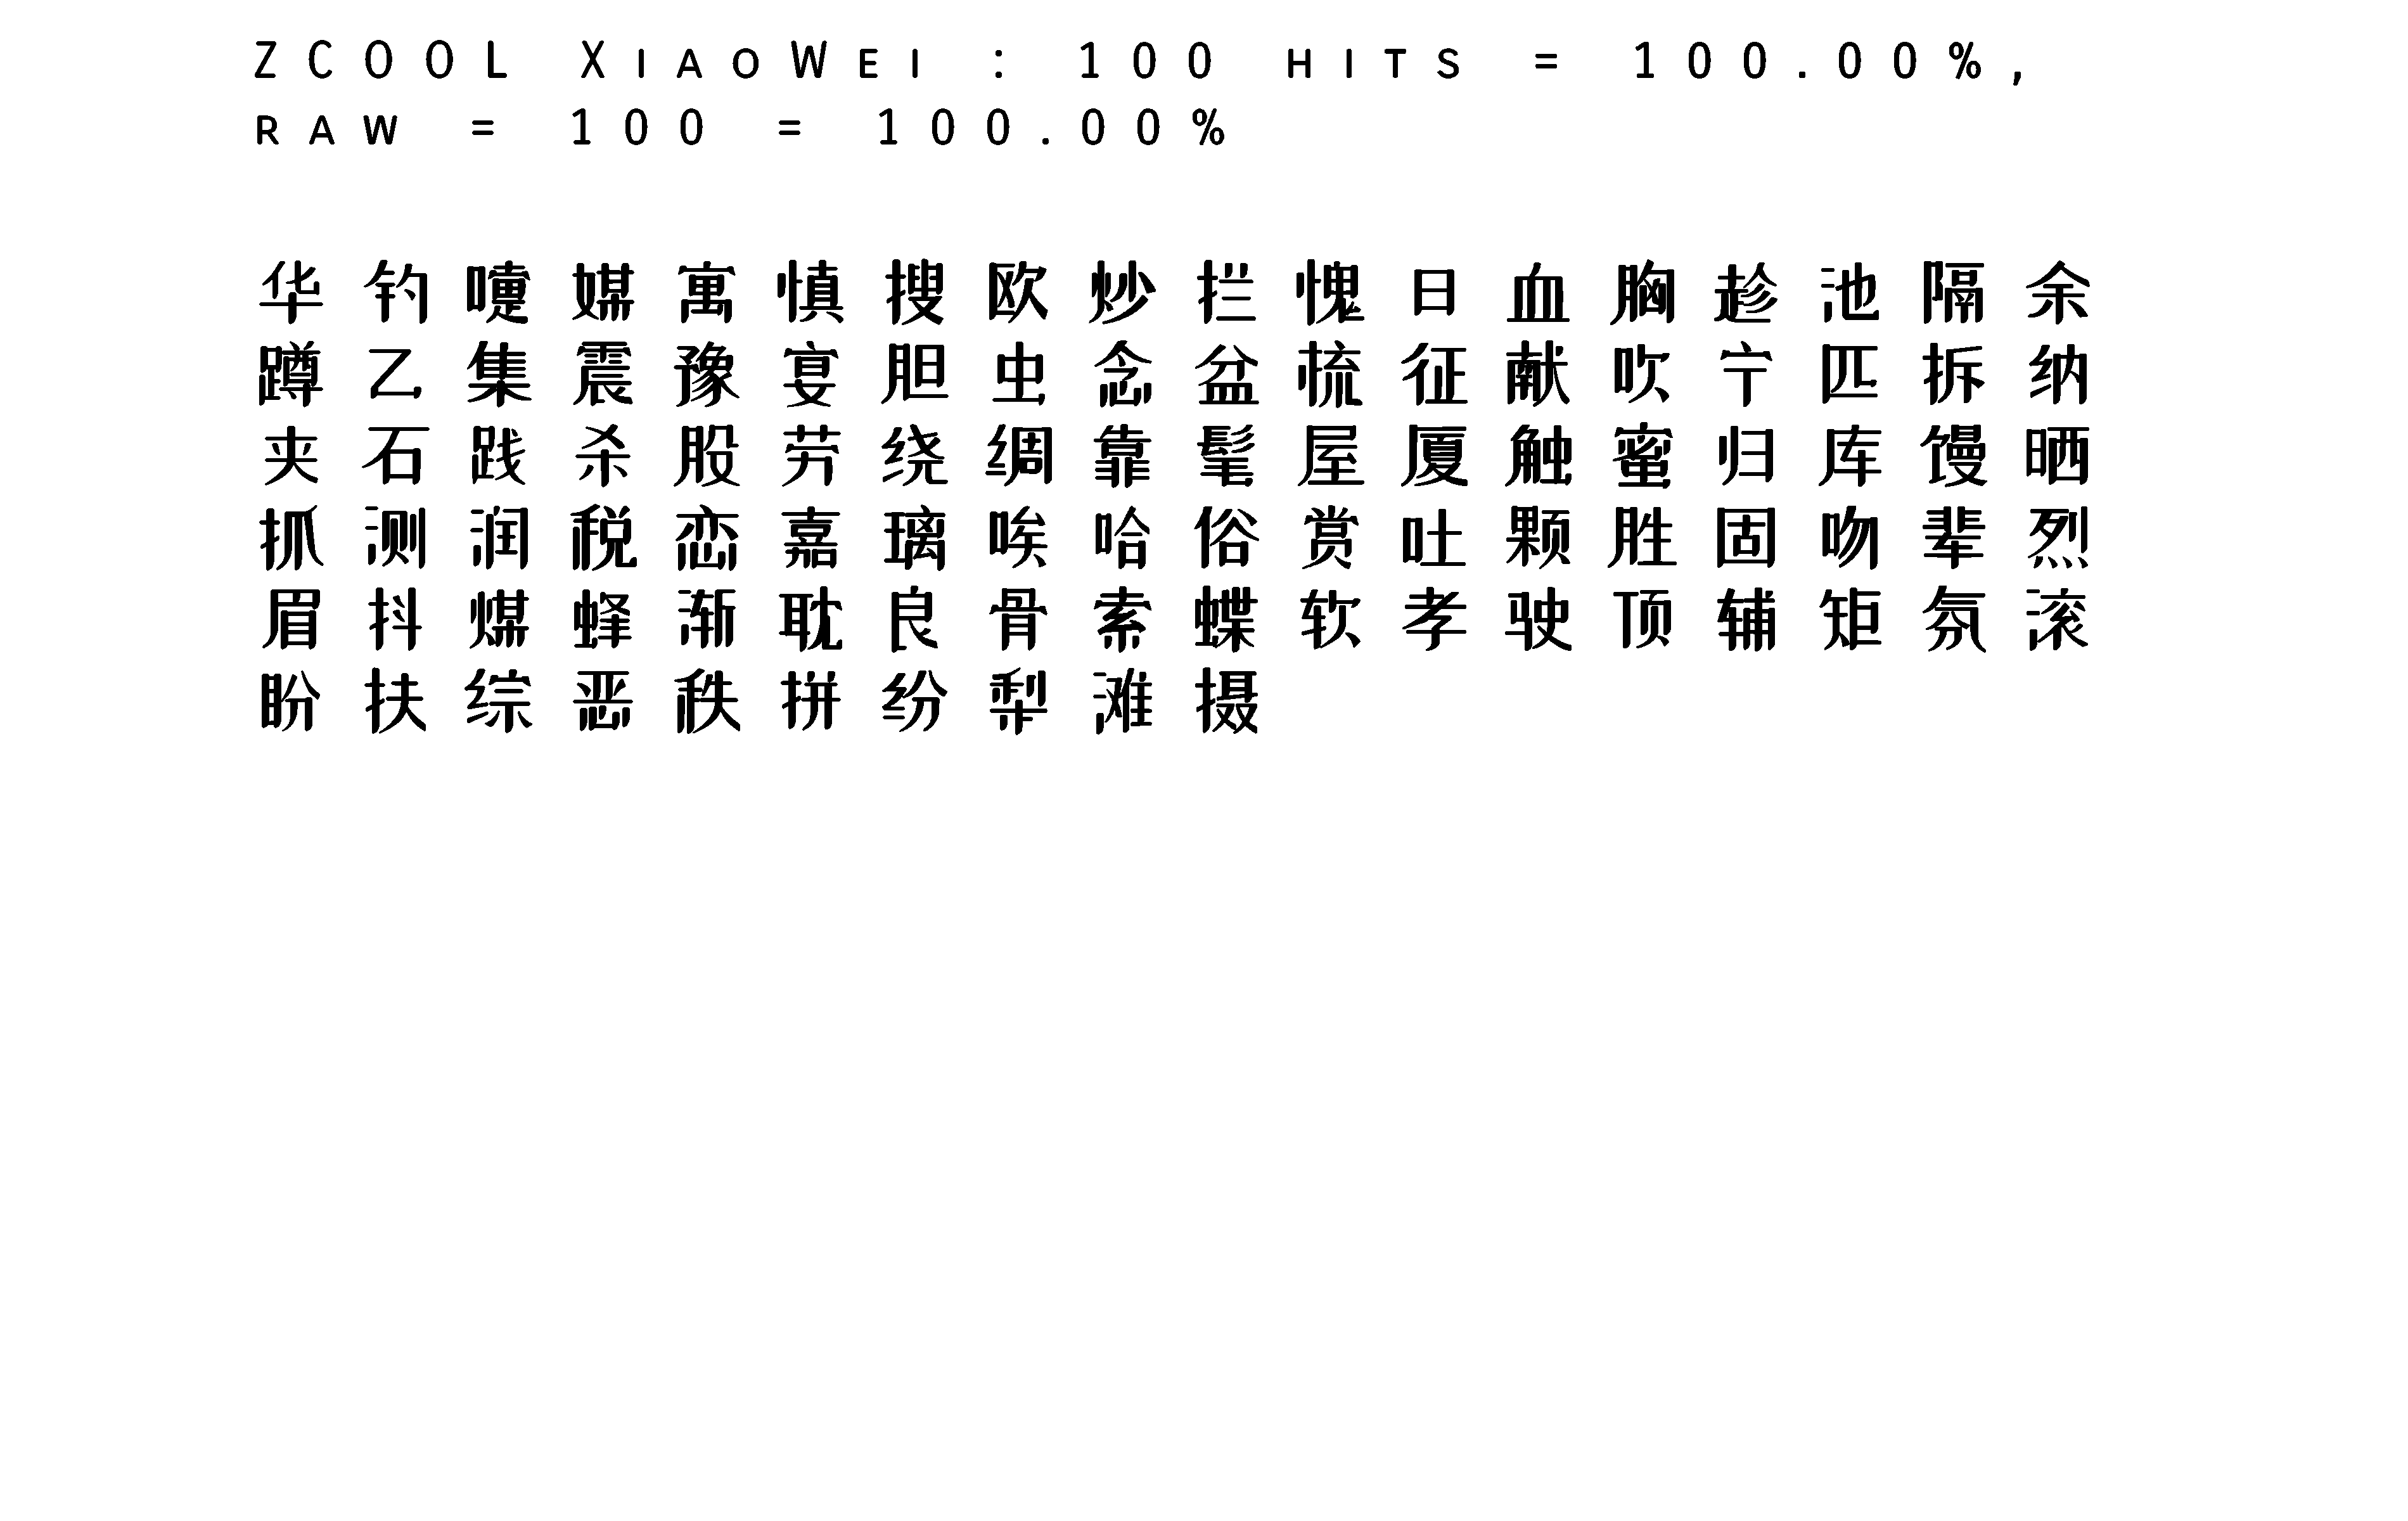 ZCOOL XiaoWei : 100 hits = 100.00%,
raw = 100 = 100.00%
华钓嚏媒寓慎搜欧炒拦愧日血胸趁池隔余
蹲乙集震豫宴胆虫念盆梳征献吹宁匹拆纳
夹石践杀股劳绕绸靠髦屋厦触蜜归库馒晒
抓测润税恋嘉璃唉哈俗赏吐颗胜固吻辈烈
眉抖煤蜂渐耽良骨索蝶软孝驶顶辅矩氛滚
盼扶综恶秩拼纷犁滩摄